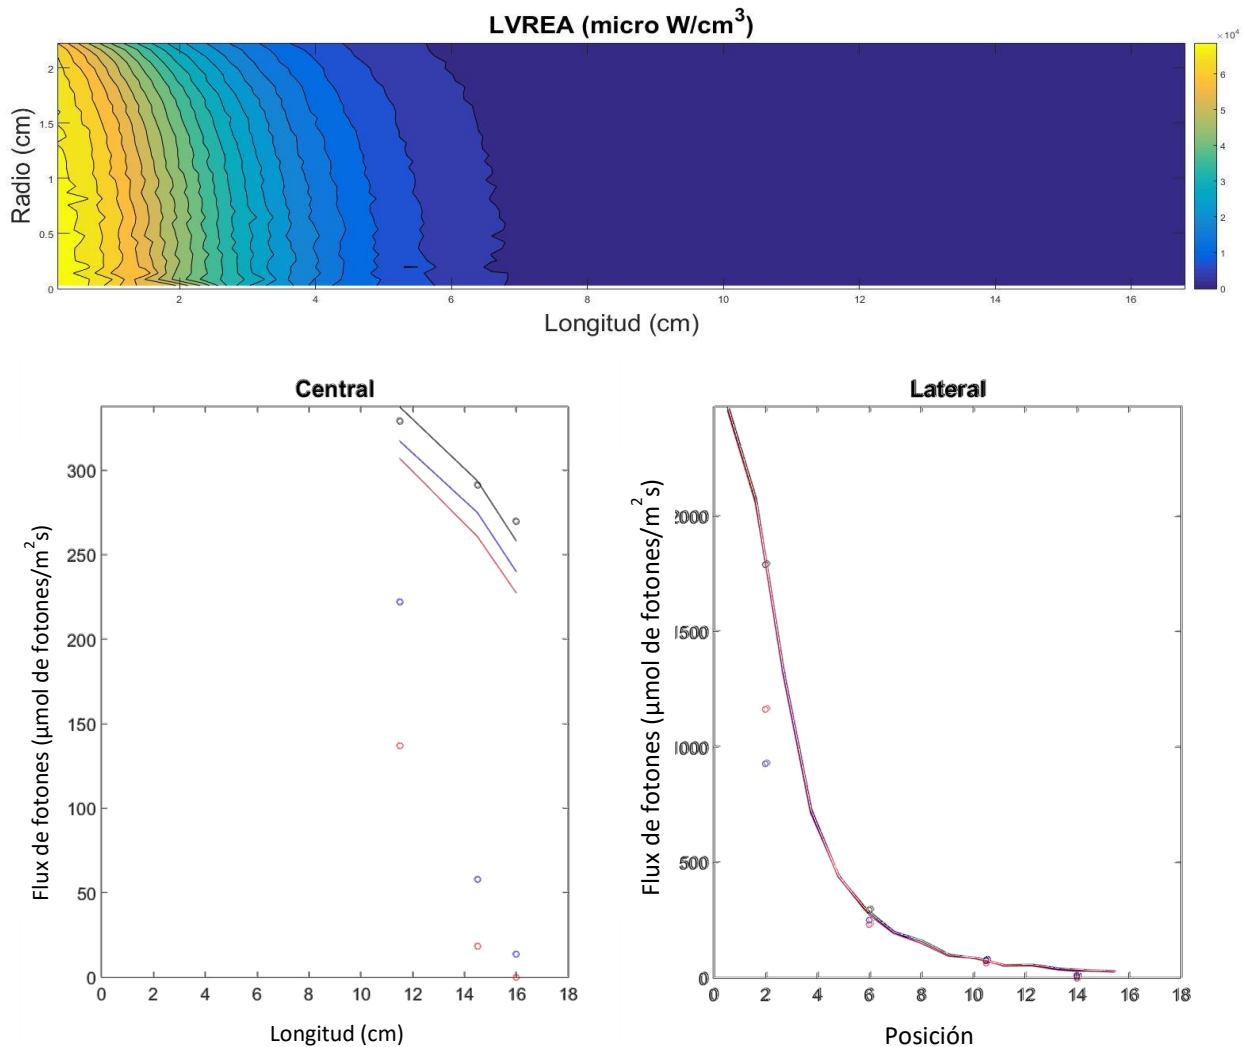 LVREA (micro W/cm³)
×10⁴
Radio (cm)
2
1.5
1
0.5
0
6
5
4
3
2
1
0
2 4 6 8 10 12 14 16
Longitud (cm)
Central
Flux de fotones (µmol de fotones/m² s)
300
250
200
150
100
50
0
0 2 4 6 8 10 12 14 16 18
Longitud (cm)
Lateral
Flux de fotones (µmol de fotones/m² s)
2000
1500
1000
500
0
0 2 4 6 8 10 12 14 16 18
Posición